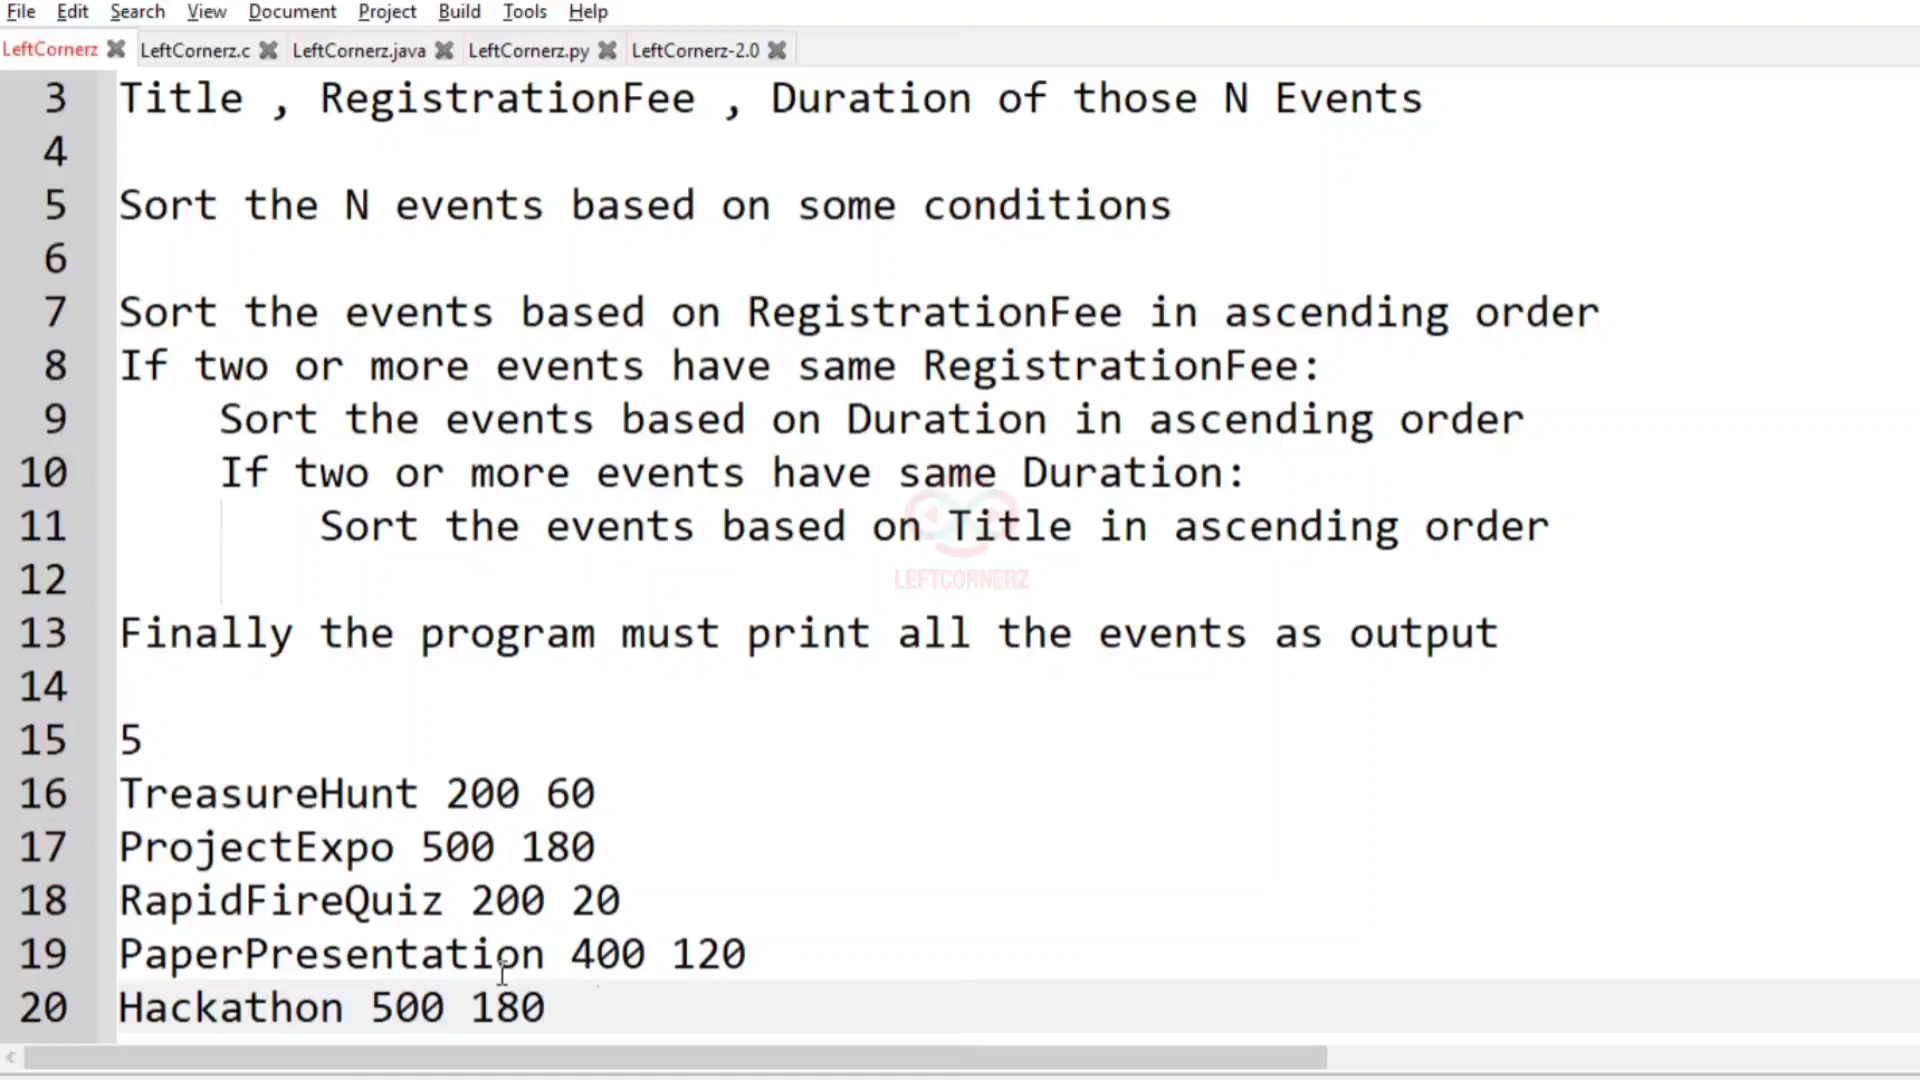 File Edit Search View Document Project Build Tools Help
LeftCornerz LeftCornerz.c LeftCornerz.java LeftCornerz.py LeftCornerz-2.0
3 Title , RegistrationFee , Duration of those N Events
4
5 Sort the N events based on some conditions
6
7 Sort the events based on RegistrationFee in ascending order
8 If two or more events have same RegistrationFee:
9 Sort the events based on Duration in ascending order
10 If two or more events have same Duration:
11 Sort the events based on Title in ascending order
LEFTCORNERZ
12
13 Finally the program must print all the events as output
14
15 5
16 TreasureHunt 200 60
17 ProjectExpo 500 180
18 RapidFireQuiz 200 20
19 PaperPresentation 400 120
20 Hackathon 500 180